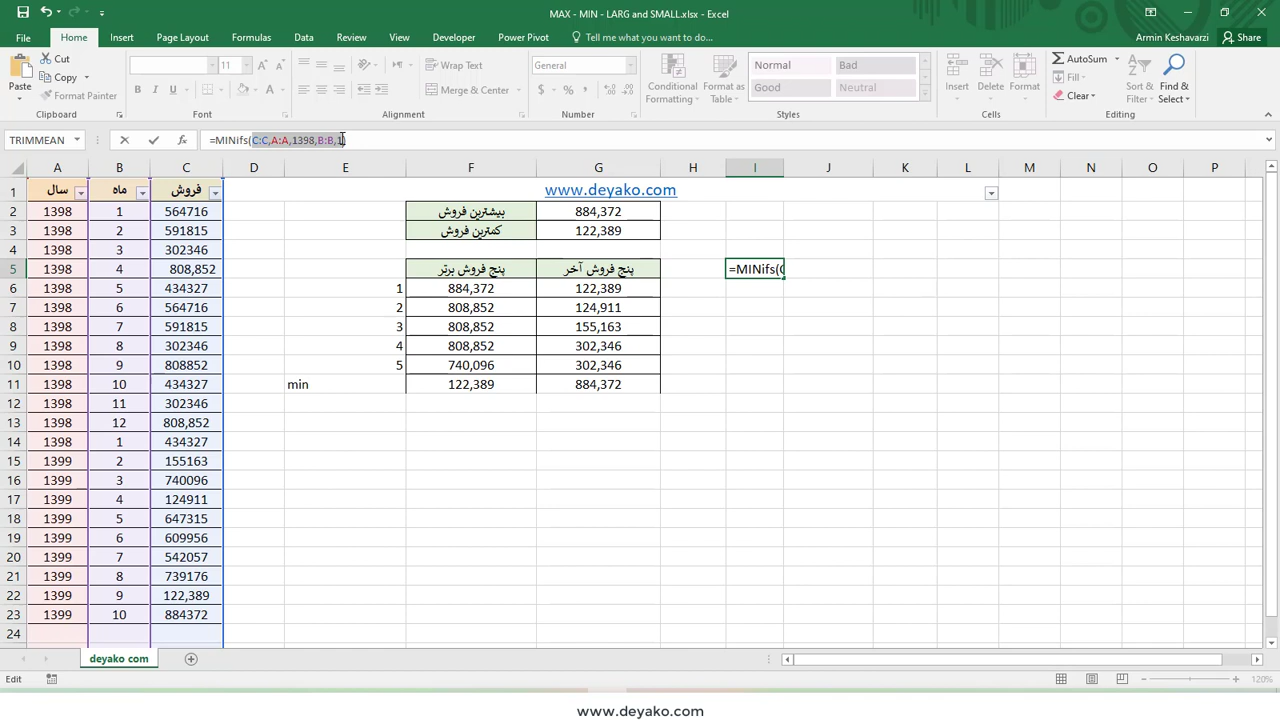 MAX - MIN - LARG and SMALL.xlsx - Excel
File Home Insert Page Layout Formulas Data Review View Developer Power Pivot Tell me what you want to do... Armin Keshavarzi Share
Paste Cut Copy Format Painter
Clipboard
11
B I U A
Font
Wrap Text
Merge & Center
Alignment
General
$ % ,
Number
Conditional Formatting Format as Table
Normal Bad
Good Neutral
Styles
Insert Delete Format
Cells
AutoSum Fill Clear
Sort & Filter Find & Select
Editing
TRIMMEAN fx =MINifs(C:C,A:A,1398,B:B,1)
A B C D E F G H I J K L M N O P
1 سال ماه فروش www.deyako.com
2 1398 1 564716 بیشترین فروش 884,372
3 1398 2 591815 کمترین فروش 122,389
4 1398 3 302346
5 1398 4 808,852 پنج فروش برتر پنج فروش آخر =MINifs(C
6 1398 5 434327 1 884,372 122,389
7 1398 6 564716 2 808,852 124,911
8 1398 7 591815 3 808,852 155,163
9 1398 8 302346 4 808,852 302,346
10 1398 9 808852 5 740,096 302,346
11 1398 10 434327 min 122,389 884,372
12 1398 11 302346
13 1398 12 808,852
14 1398 1 434327
15 1399 2 155163
16 1399 3 740096
17 1399 4 124911
18 1399 5 647315
19 1399 6 609956
20 1399 7 542057
21 1399 8 739176
22 1399 9 122,389
23 1399 10 884372
24
deyako com
Edit 120%
www.deyako.com